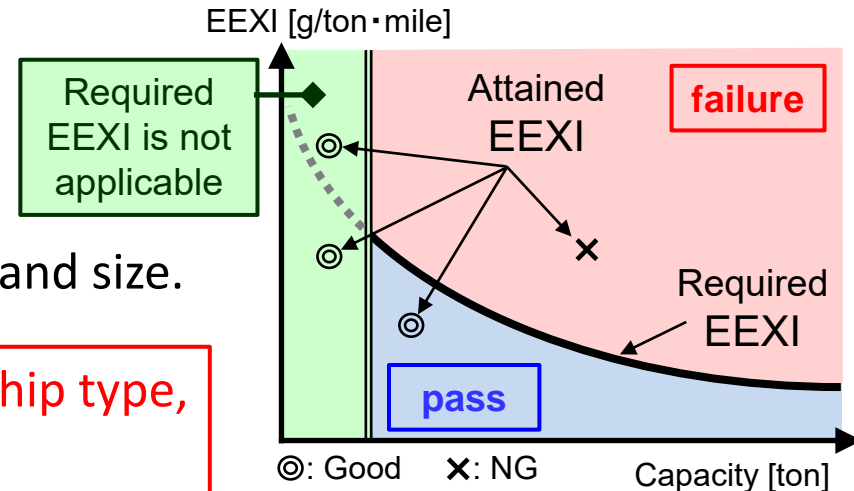 EEXI [g/ton・mile]
Required
EEXI is not
applicable
Attained
EEXI
failure
and size.
Required
EEXI
hip type,
pass
◎: Good ×: NG
Capacity [ton]